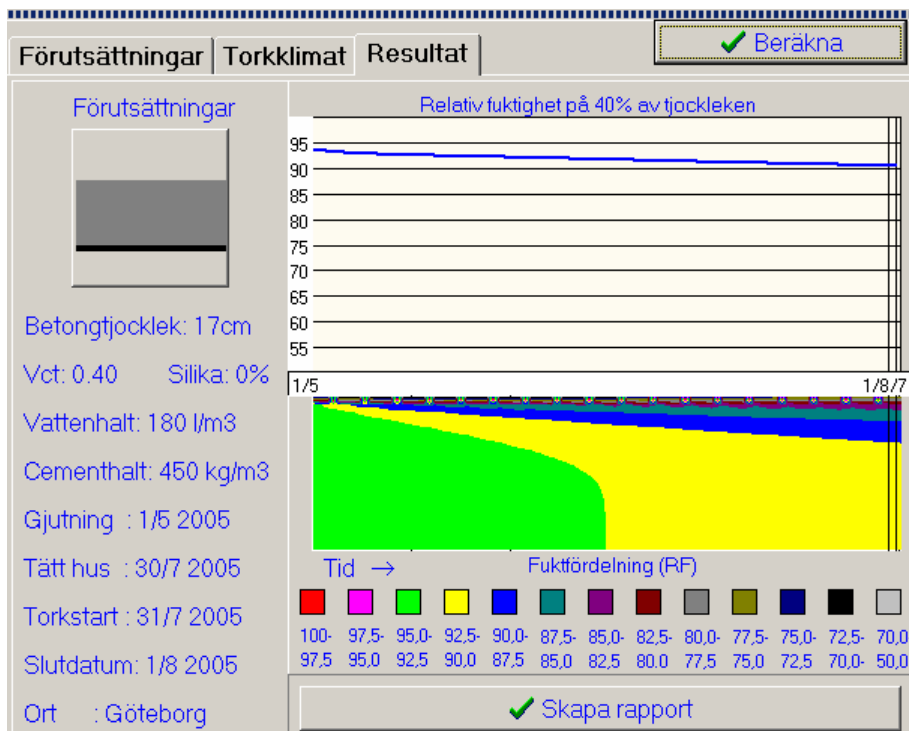 Förutsättningar Torkklimat Resultat Beräkna
Förutsättningar
Betongtjocklek: 17cm
Vct: 0.40 Silika: 0%
Vattenhalt: 180 l/m3
Cementhalt: 450 kg/m3
Gjutning : 1/5 2005
Tätt hus : 30/7 2005
Torkstart : 31/7 2005
Slutdatum: 1/8 2005
Ort : Göteborg
Relativ fuktighet på 40% av tjockleken
95
90
85
80
75
70
65
60
55
1/5 1/8/7
Tid → Fuktfördelning (RF)
100- 97,5- 95,0- 92,5- 90,0- 87,5- 85,0- 82,5- 80,0- 77,5- 75,0- 72,5- 70,0
97,5 95,0 92,5 90,0 87,5 85,0 82,5 80.0 77,5 75,0 72,5 70,0- 50,0
Skapa rapport